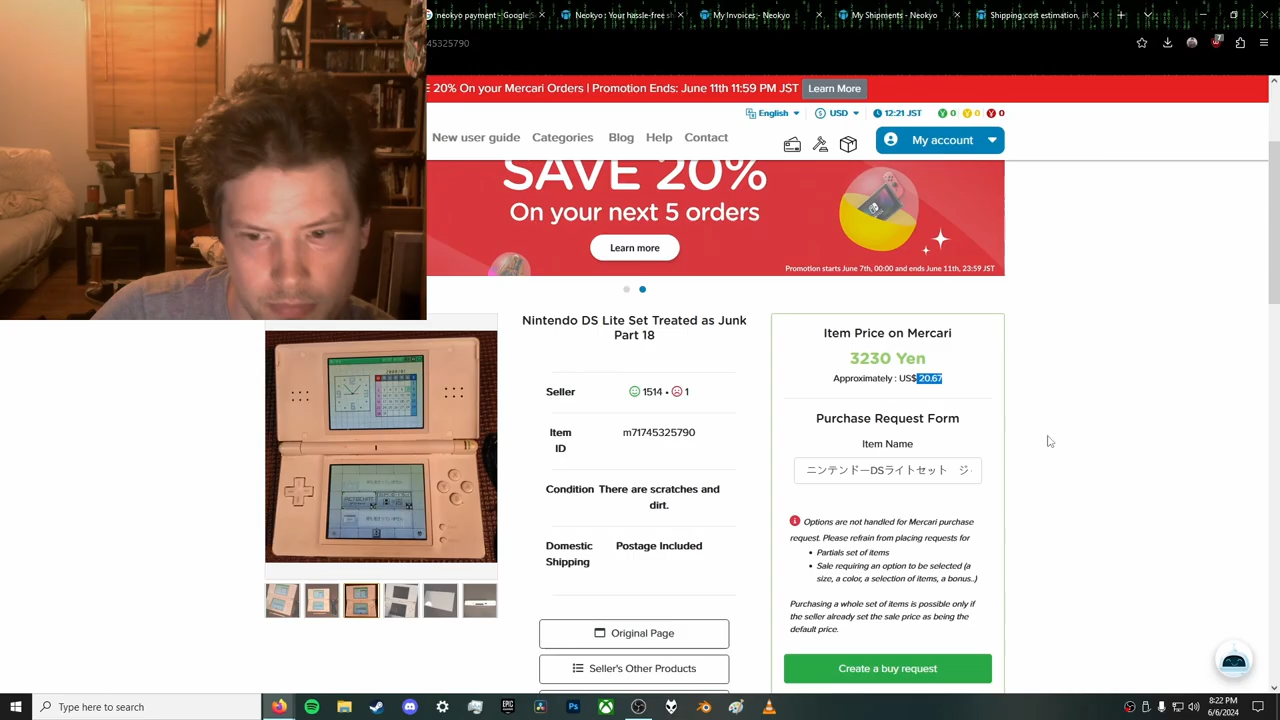 neokyo payment - Google
Neokyo : Your hassle-free sh
My Invoices - Neokyo
My Shipments - Neokyo
Shipping cost estimation, in
45325790
7
E 20% On your Mercari Orders | Promotion Ends: June 11th 11:59 PM JST
Learn More
English
USD
12:21 JST
0
0
0
New user guide
Categories
Blog
Help
Contact
My account
SAVE 20%
On your next 5 orders
Learn more
Promotion starts June 7th, 00:00 and ends June 11th, 23:59 JST
Nintendo DS Lite Set Treated as Junk
Part 18
Seller
1514 • 1
Item
ID
m71745325790
Condition
There are scratches and
dirt.
Domestic
Shipping
Postage Included
Original Page
Seller's Other Products
Item Price on Mercari
3230 Yen
Approximately : US$ 20.67
Purchase Request Form
Item Name
ニンテンドーDSライトセット ジ
Options are not handled for Mercari purchase
request. Please refrain from placing requests for
• Partials set of items
• Sale requiring an option to be selected (a
size, a color, a selection of items, a bonus..)
Purchasing a whole set of items is possible only if
the seller already set the sale price as being the
default price.
Create a buy request
Type here to search
8:22 PM
6/6/2024